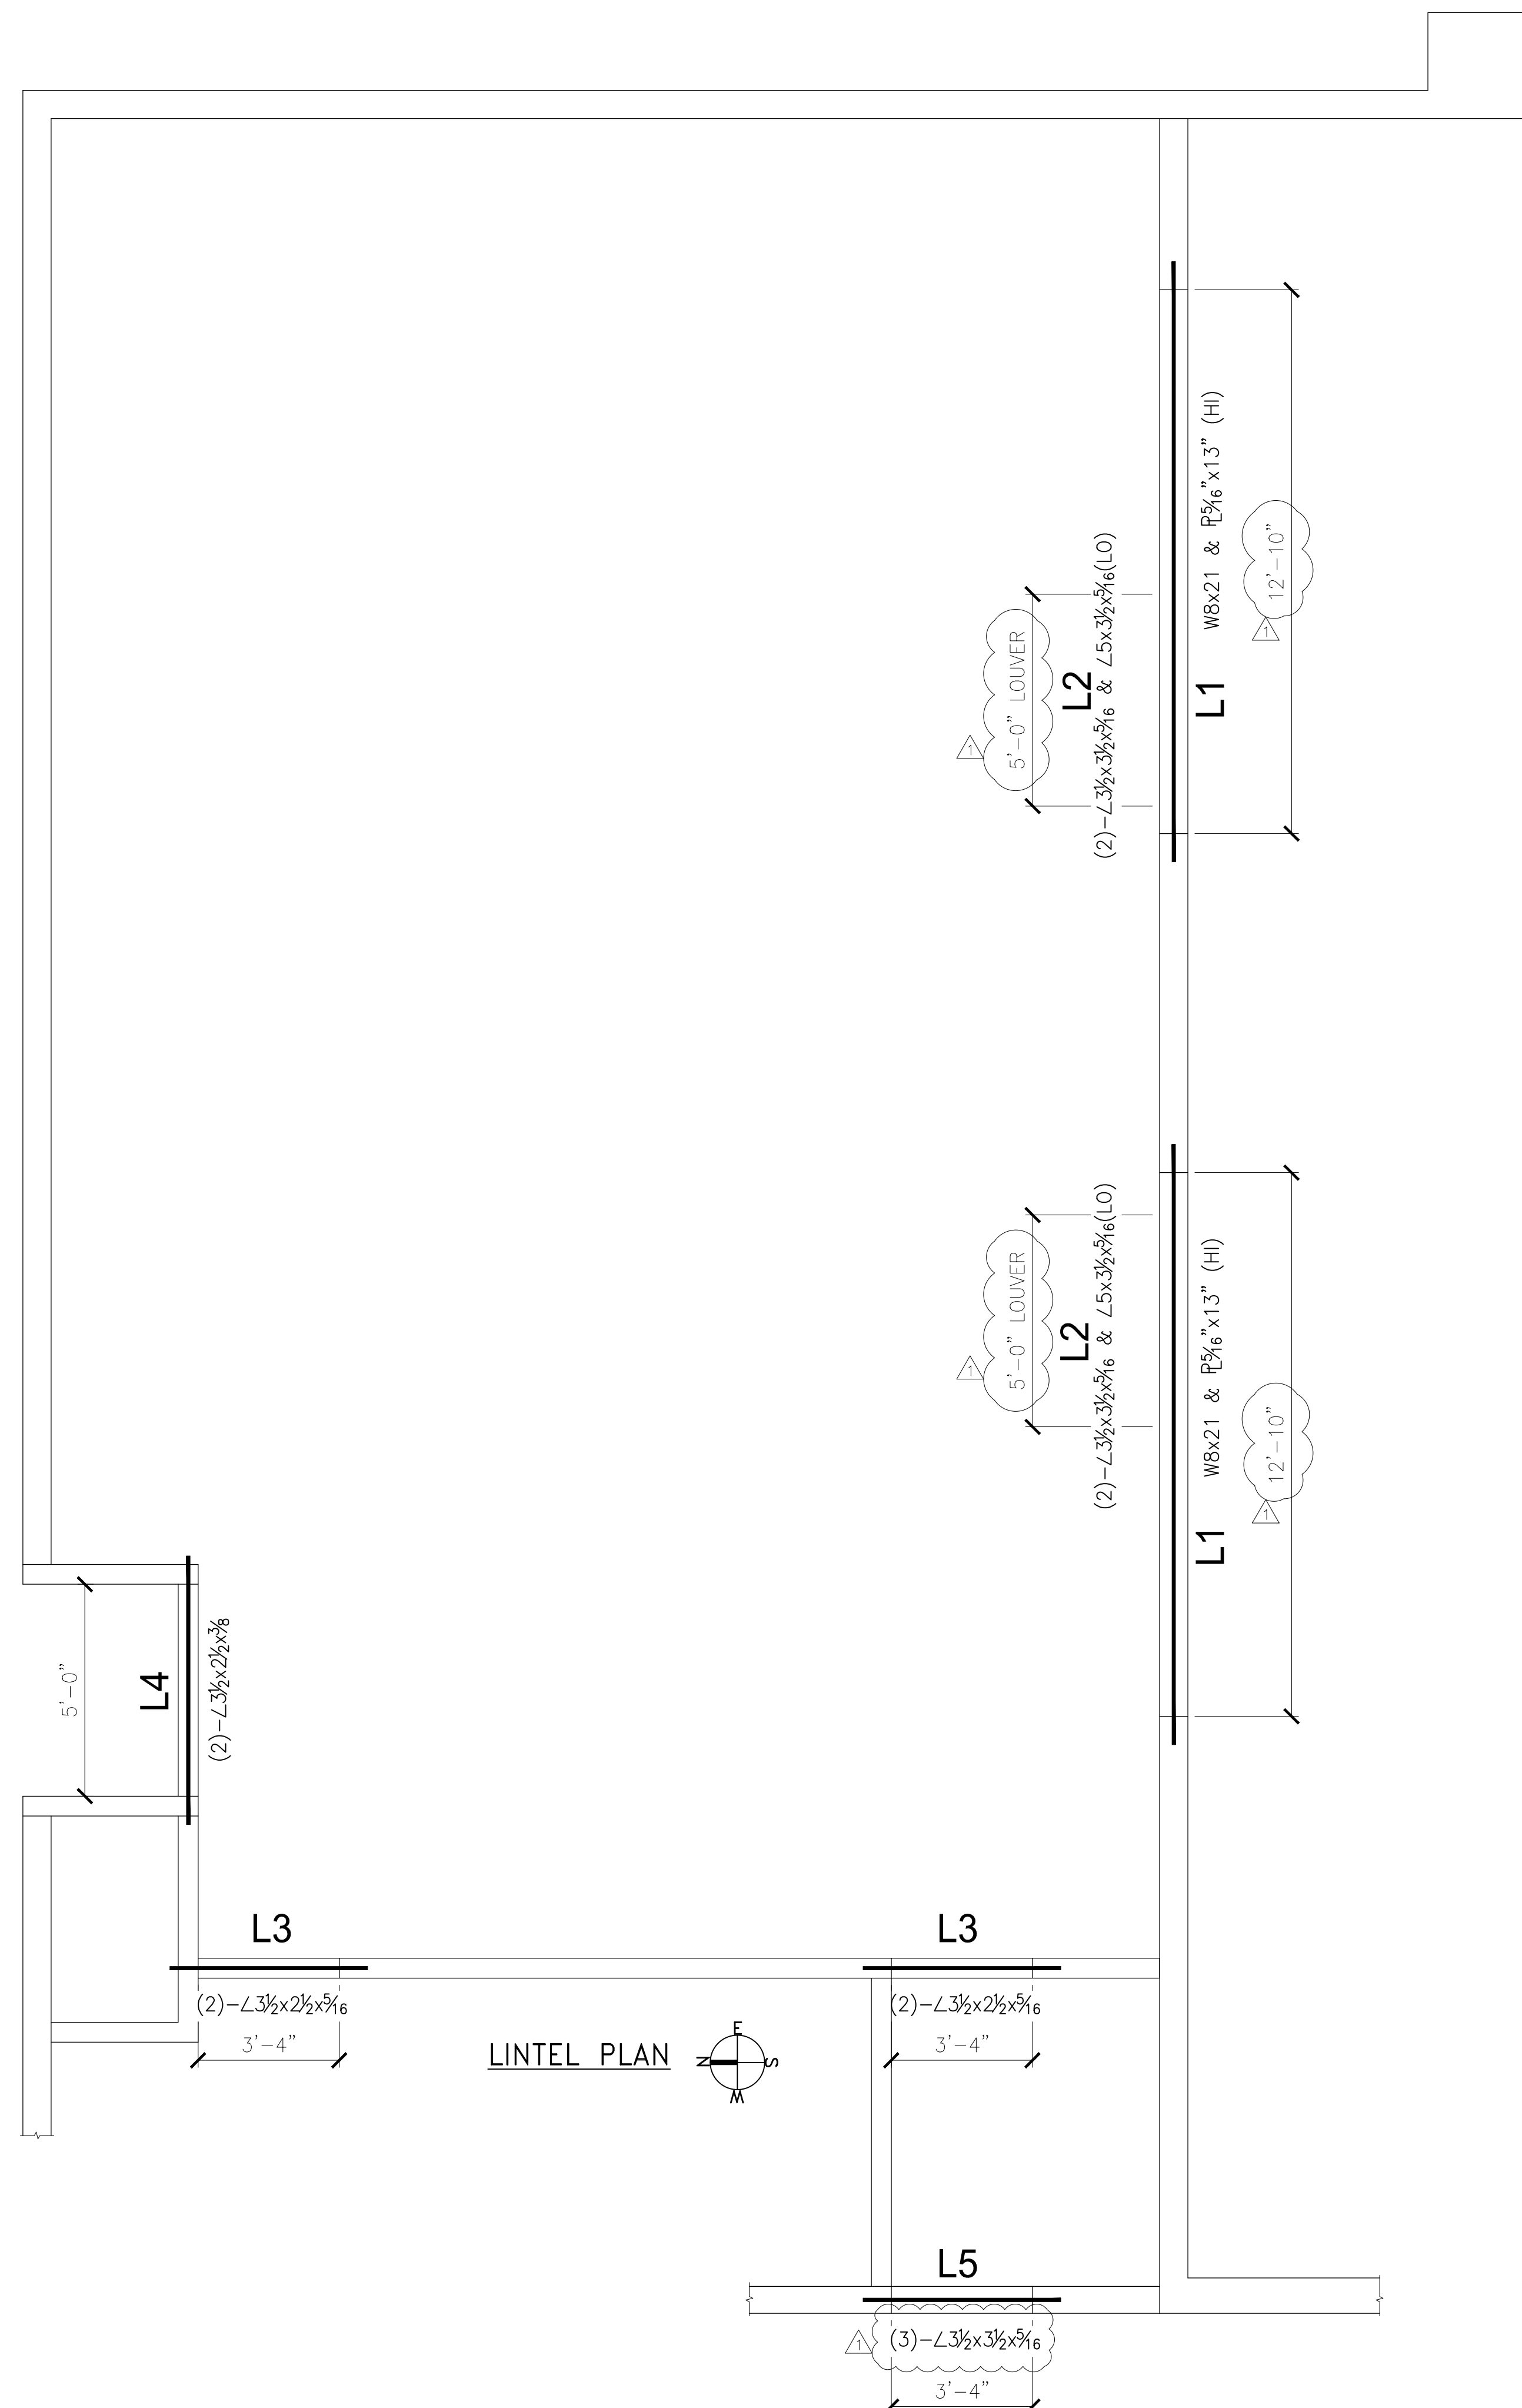 W8x21 & PL5/16"x13" (HI)
12'-10"
1
L1
5'-0" LOUVER
1
L2
(2)-∠3½x3½x5/16 & ∠5x3½x5/16(LO)
W8x21 & PL5/16"x13" (HI)
12'-10"
1
L1
5'-0" LOUVER
1
L2
(2)-∠3½x3½x5/16 & ∠5x3½x5/16(LO)
5'-0"
L4
(2)-∠3½x2½x3/8
L3
(2)-∠3½x2½x5/16
3'-4"
L3
(2)-∠3½x2½x5/16
3'-4"
LINTEL PLAN
E
N
S
W
L5
1
(3)-∠3½x3½x5/16
3'-4"